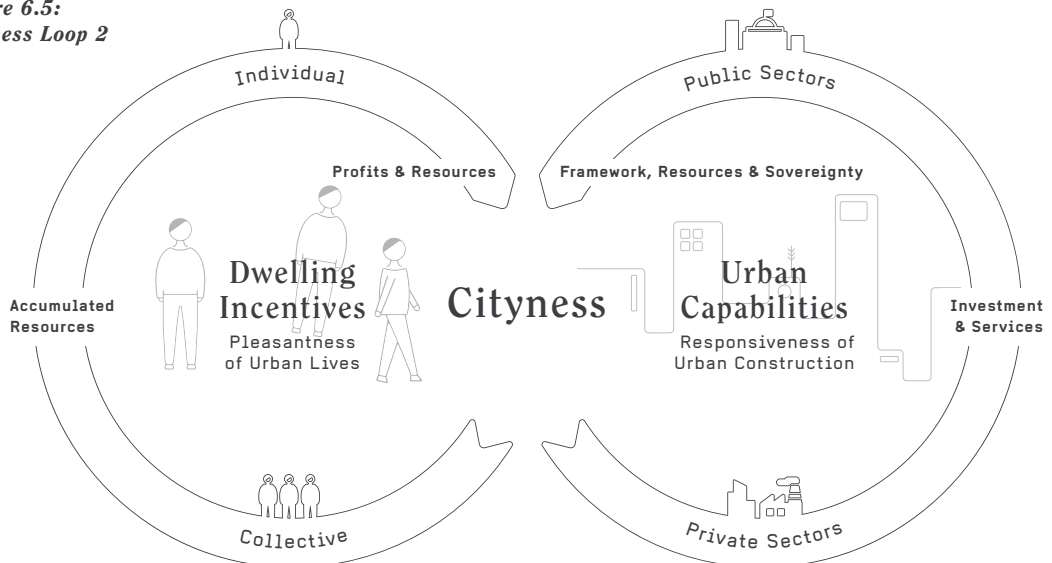 re 6.5:
ess Loop 2
Individual
Public Sectors
Profits & Resources
Framework, Resources & Sovereignty
Dwelling
Incentives
Pleasantness
of Urban Lives
Cityness
Urban
Capabilities
Responsiveness of
Urban Construction
Accumulated
Resources
Investment
& Services
Collective
Private Sectors